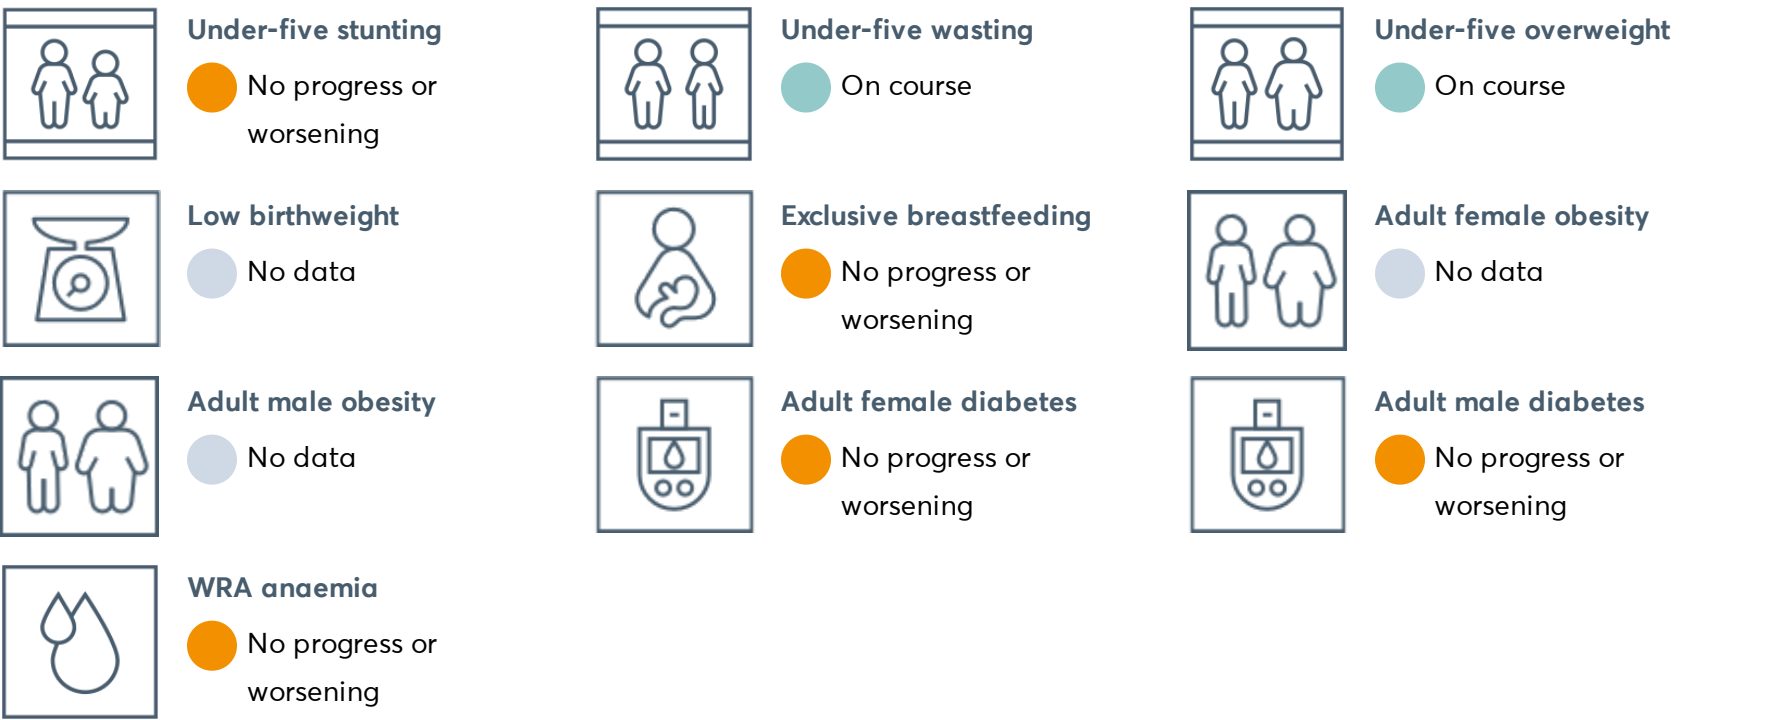 Under-five stunting
No progress or
worsening
Under-five wasting
On course
Under-five overweight
On course
Low birthweight
No data
Exclusive breastfeeding
No progress or
worsening
Adult female obesity
No data
Adult male obesity
No data
Adult female diabetes
No progress or
worsening
Adult male diabetes
No progress or
worsening
WRA anaemia
No progress or
worsening